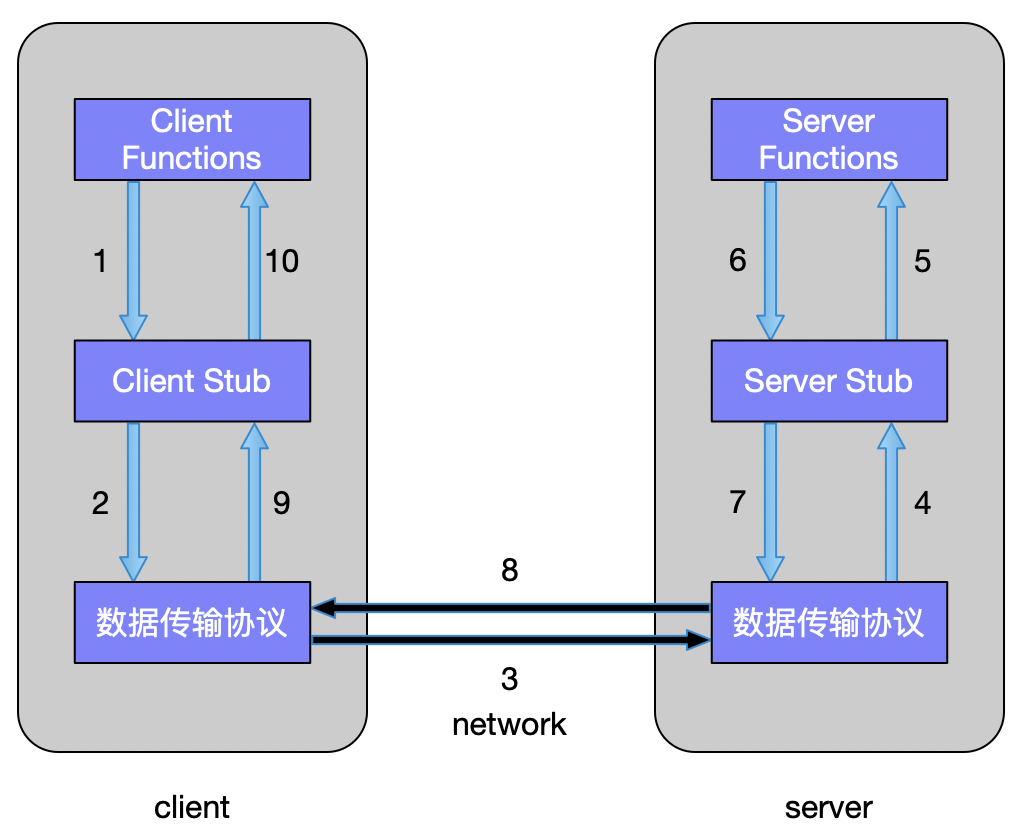 Client
Functions
Server
Functions
1
10
6
5
Client Stub
Server Stub
2
9
7
4
数据传输协议
8
数据传输协议
3
network
client
server